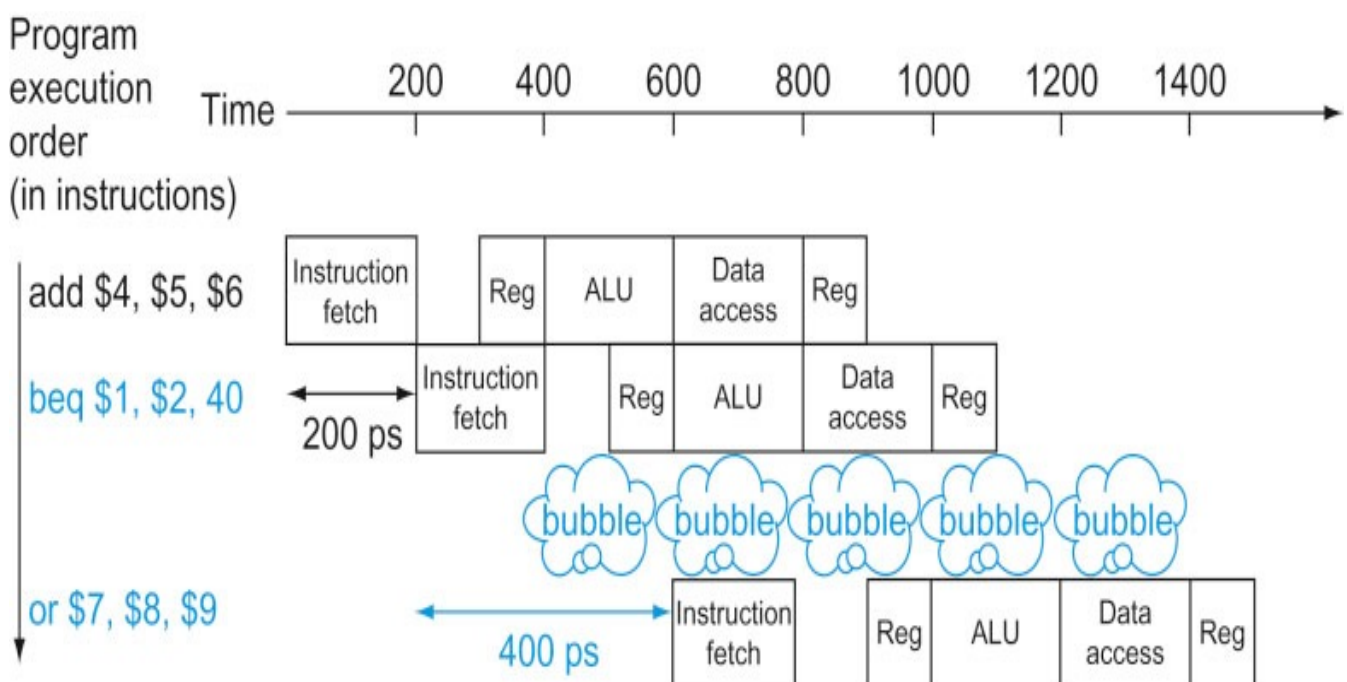 Program
execution
order
(in instructions)
Time
200 400 600 800 1000 1200 1400
add $4, $5, $6
Instruction
fetch
Reg
ALU
Data
access
Reg
beq $1, $2, 40
200 ps
Instruction
fetch
Reg
ALU
Data
access
Reg
bubble bubble bubble bubble bubble
or $7, $8, $9
400 ps
Instruction
fetch
Reg
ALU
Data
access
Reg